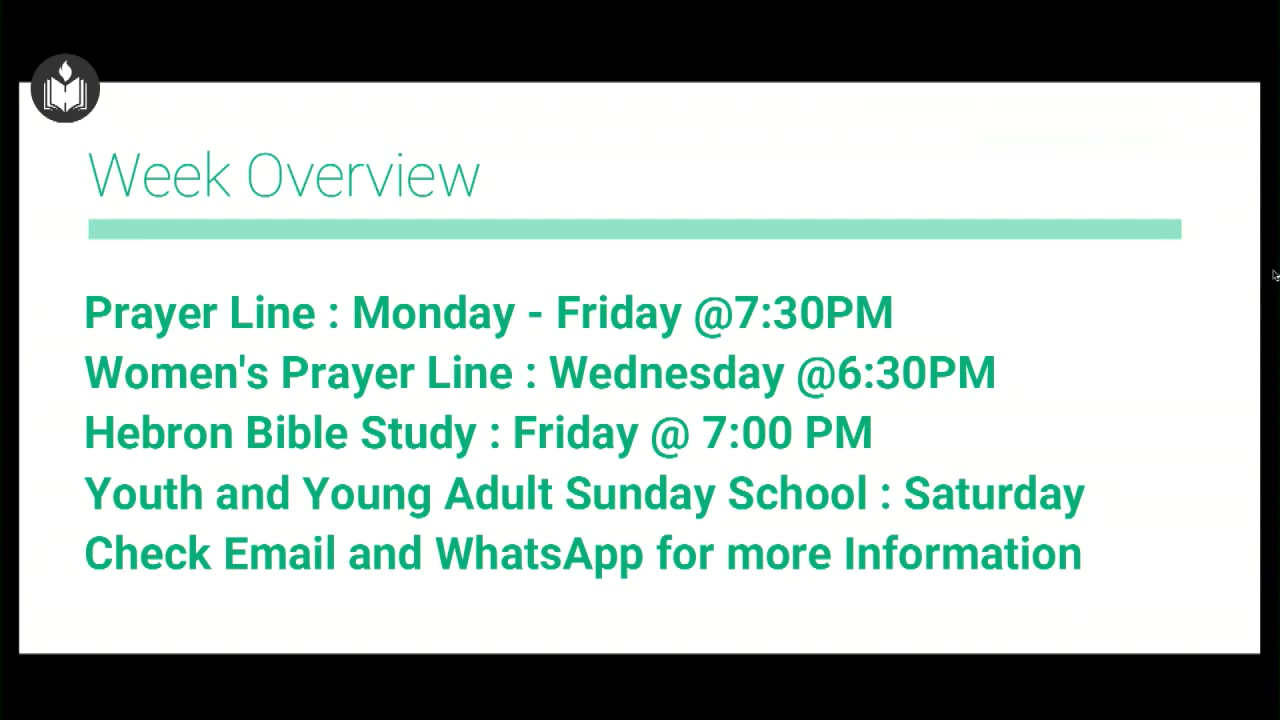 Week Overview
Prayer Line : Monday - Friday @7:30PM
Women's Prayer Line : Wednesday @6:30PM
Hebron Bible Study : Friday @ 7:00 PM
Youth and Young Adult Sunday School : Saturday
Check Email and WhatsApp for more Information